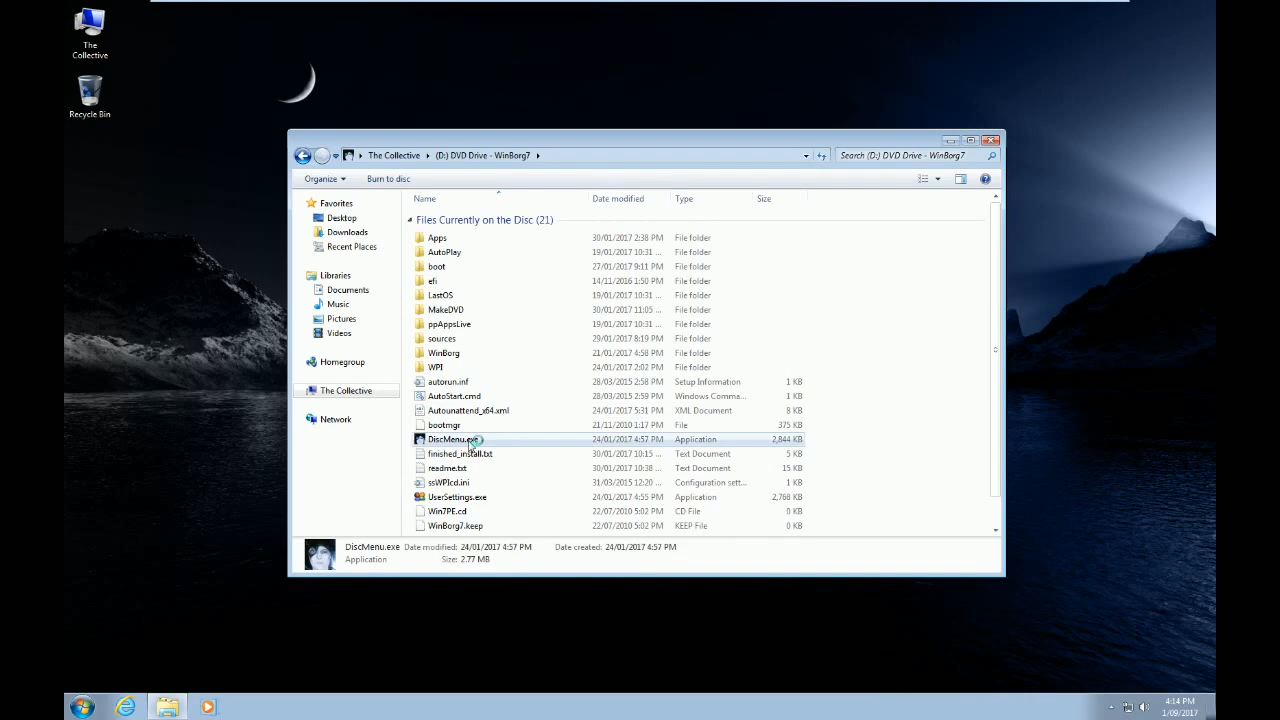 The
Collective
Recycle Bin
The Collective (D:) DVD Drive - WinBorg7
Search (D:) DVD Drive - WinBorg7
Organize Burn to disc
Favorites
Desktop
Downloads
Recent Places
Libraries
Documents
Music
Pictures
Videos
Homegroup
The Collective
Network
Name Date modified Type Size
Files Currently on the Disc (21)
Apps 30/01/2017 2:38 PM File folder
AutoPlay 19/01/2017 10:31 ... File folder
boot 27/01/2017 9:11 PM File folder
efi 14/11/2016 1:50 PM File folder
LastOS 19/01/2017 10:31 ... File folder
MakeDVD 30/01/2017 11:05 ... File folder
ppAppsLive 19/01/2017 10:31 ... File folder
sources 29/01/2017 8:19 PM File folder
WinBorg 21/01/2017 4:58 PM File folder
WPI 24/01/2017 2:02 PM File folder
autorun.inf 28/03/2015 2:58 PM Setup Information 1 KB
AutoStart.cmd 28/03/2015 2:59 PM Windows Comma... 1 KB
Autounattend_x64.xml 24/01/2017 5:31 PM XML Document 8 KB
bootmgr 21/11/2010 1:17 PM File 375 KB
DiscMenu.exe 24/01/2017 4:57 PM Application 2,844 KB
finished_install.txt 30/01/2017 10:15 ... Text Document 5 KB
readme.txt 30/01/2017 10:38 ... Text Document 15 KB
ssWPIcd.ini 31/03/2015 12:20 ... Configuration sett... 1 KB
UserSettings.exe 24/01/2017 4:55 PM Application 2,768 KB
Win7PE.cd 22/07/2010 5:02 PM CD File 0 KB
WinBorg7.keep 22/07/2010 5:02 PM KEEP File 0 KB
DiscMenu.exe Date modified: 24/01/2017 4:57 PM Date created: 24/01/2017 4:57 PM
Application Size: 2.77 MB
4:14 PM
1/09/2017